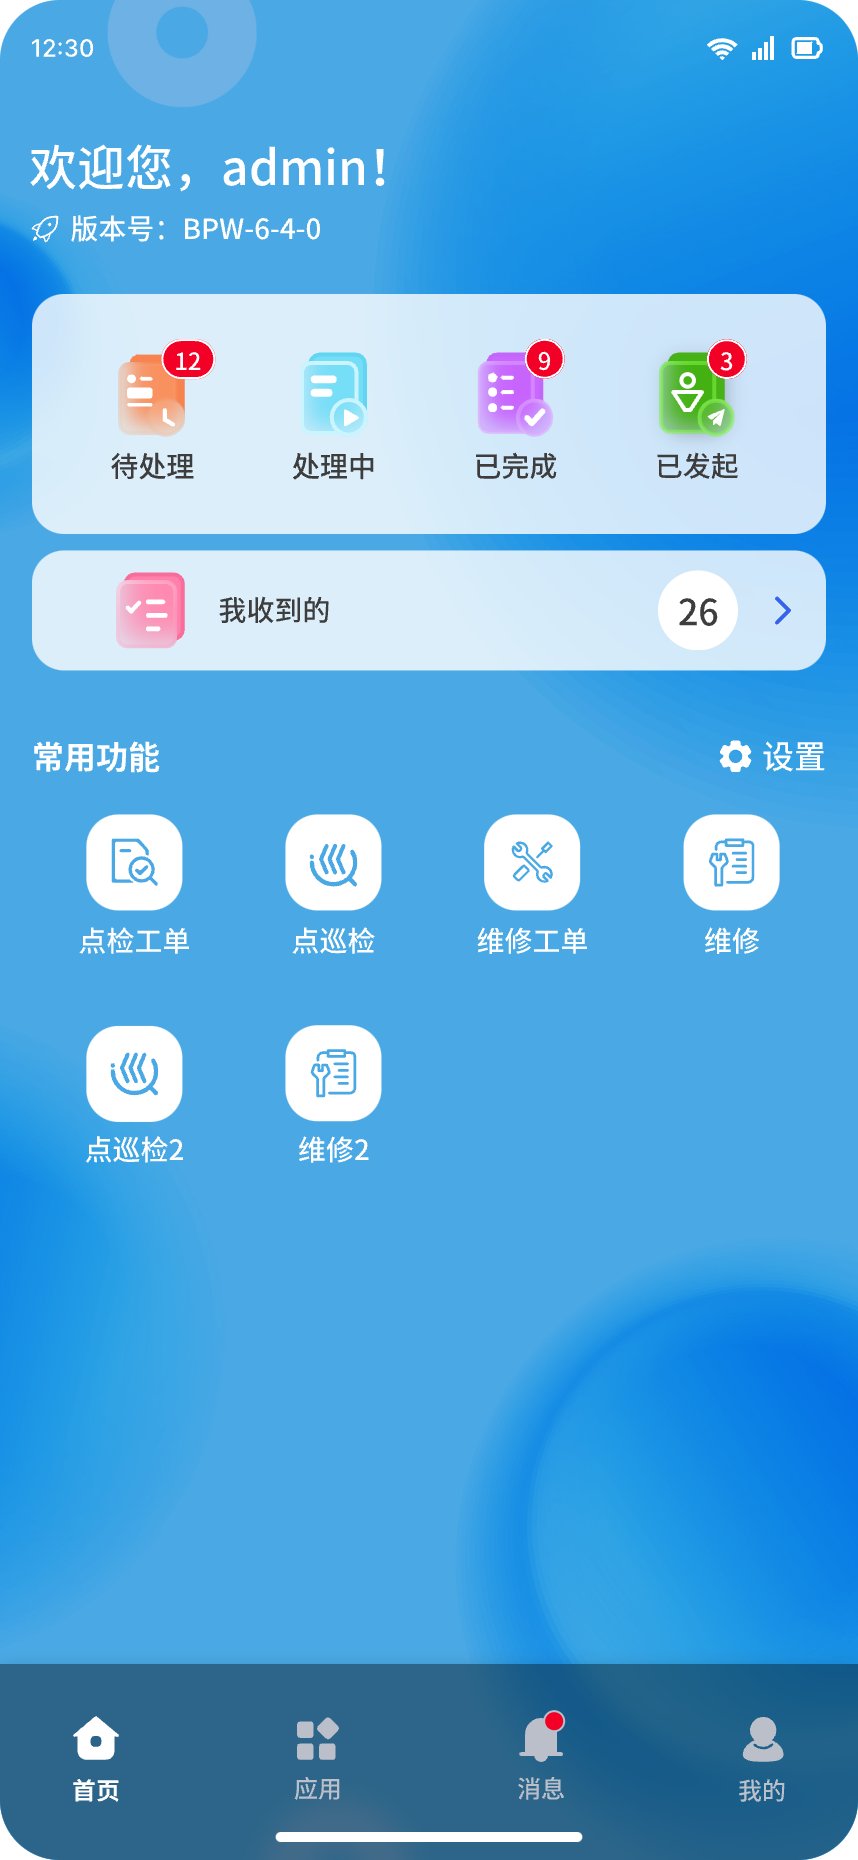 12:30
欢迎您，admin！
版本号：BPW-6-4-0
12 9 3
待处理 处理中 已完成 已发起
我收到的 26
常用功能 设置
点检工单 点巡检 维修工单 维修
点巡检2 维修2
首页 应用 消息 我的